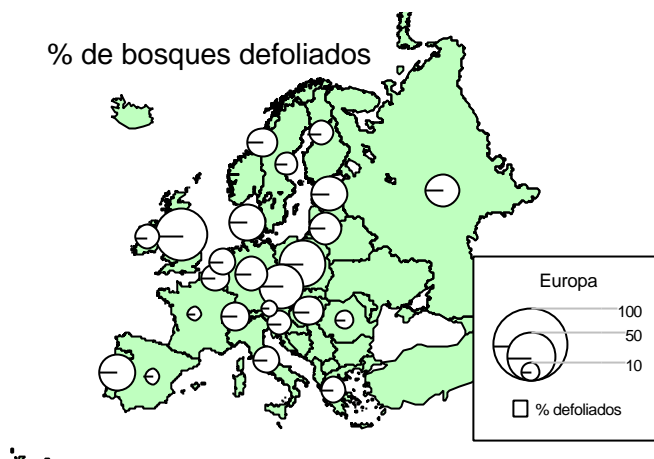 % de bosques defoliados
Europa
100
50
10
% defoliados